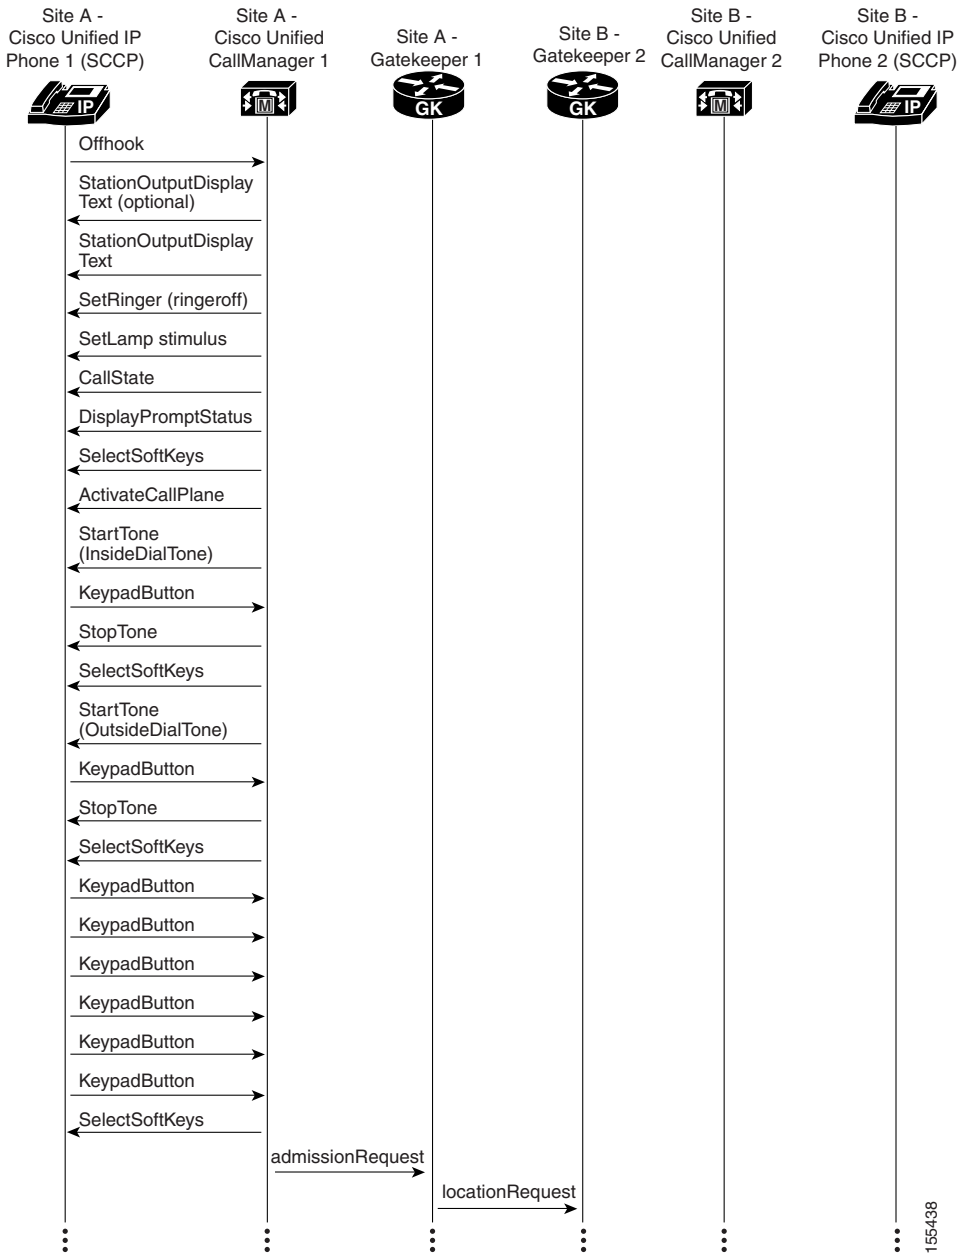 Site A -
Cisco Unified IP
Phone 1 (SCCP)
Site A -
Cisco Unified
CallManager 1
Site A -
Gatekeeper 1
Site B -
Gatekeeper 2
Site B -
Cisco Unified
CallManager 2
Site B -
Cisco Unified IP
Phone 2 (SCCP)
IP
M
GK
GK
M
IP
Offhook
StationOutputDisplay
Text (optional)
StationOutputDisplay
Text
SetRinger (ringeroff)
SetLamp stimulus
CallState
DisplayPromptStatus
SelectSoftKeys
ActivateCallPlane
StartTone
(InsideDialTone)
KeypadButton
StopTone
SelectSoftKeys
StartTone
(OutsideDialTone)
KeypadButton
StopTone
SelectSoftKeys
KeypadButton
KeypadButton
KeypadButton
KeypadButton
KeypadButton
KeypadButton
SelectSoftKeys
admissionRequest
locationRequest
155438